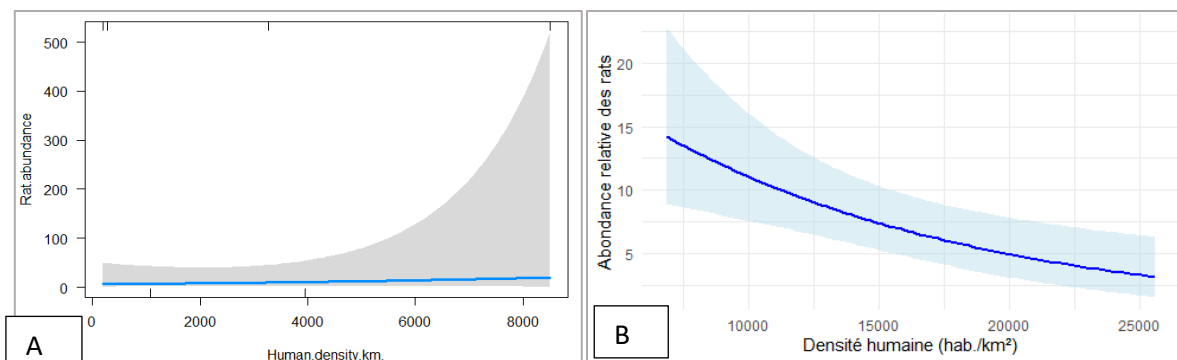 500
400
300
200
100
0
Rat.abundance
0 2000 4000 6000 8000
Human.density.km.
A
20
15
10
5
Abondance relative des rats
10000 15000 20000 25000
Densité humaine (hab./km²)
B